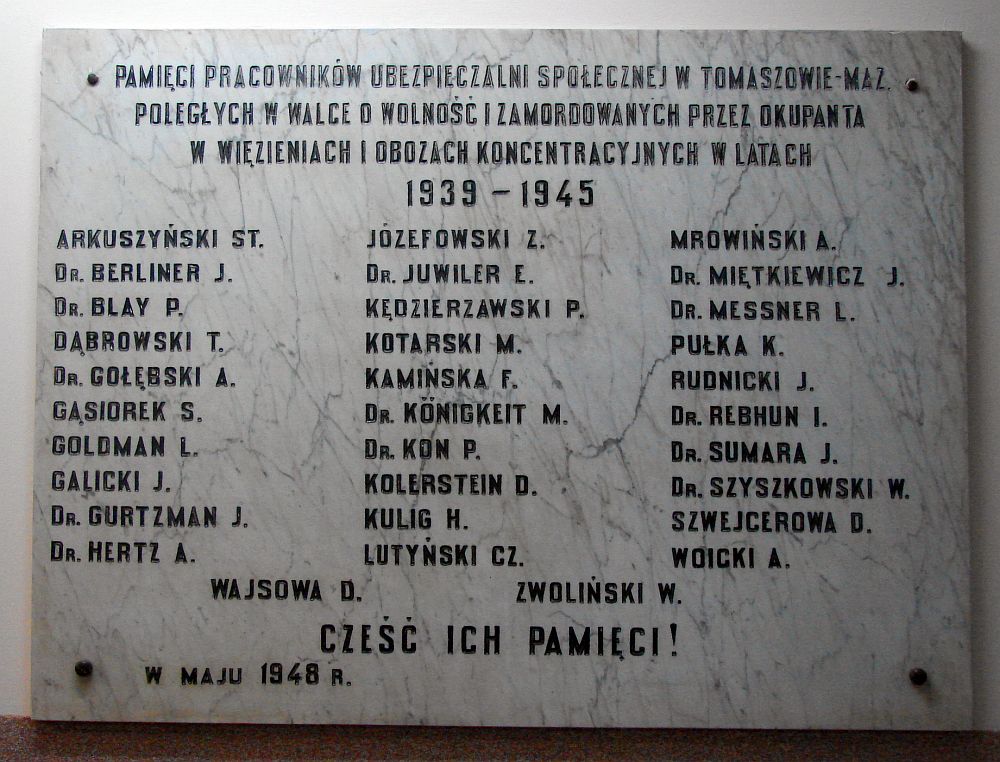 PAMIĘCI PRACOWNIKÓW UBEZPIECZALNI SPOŁECZNEJ W TOMASZOWIE-MAZ.
POLEGŁYCH W WALCE O WOLNOŚĆ I ZAMORDOWANYCH PRZEZ OKUPANTA
W WIĘZIENIACH I OBOZACH KONCENTRACYJNYCH W LATACH
1939 – 1945
ARKUSZYŃSKI ST. JÓZEFOWSKI Z. MROWIŃSKI A.
DR. BERLINER J. DR. JUWILER E. DR. MIĘTKIEWICZ J.
DR. BLAY P. KĘDZIERZAWSKI P. DR. MESSNER L.
DĄBROWSKI T. KOTARSKI M. PUŁKA K.
DR. GOŁĘBSKI A. KAMIŃSKA F. RUDNICKI J.
GĄSIOREK S. DR. KÖNIGKEIT M. DR. REBHUN I.
GOLDMAN L. DR. KON P. DR. SUMARA J.
GALICKI J. KOLERSTEIN D. DR. SZYSZKOWSKI W.
DR. GURTZMAN J. KULIG H. SZWEJCEROWA D.
DR. HERTZ A. LUTYŃSKI CZ. WOICKI A.
WAJSOWA D. ZWOLIŃSKI W.
CZEŚĆ ICH PAMIĘCI!
W MAJU 1948 R.